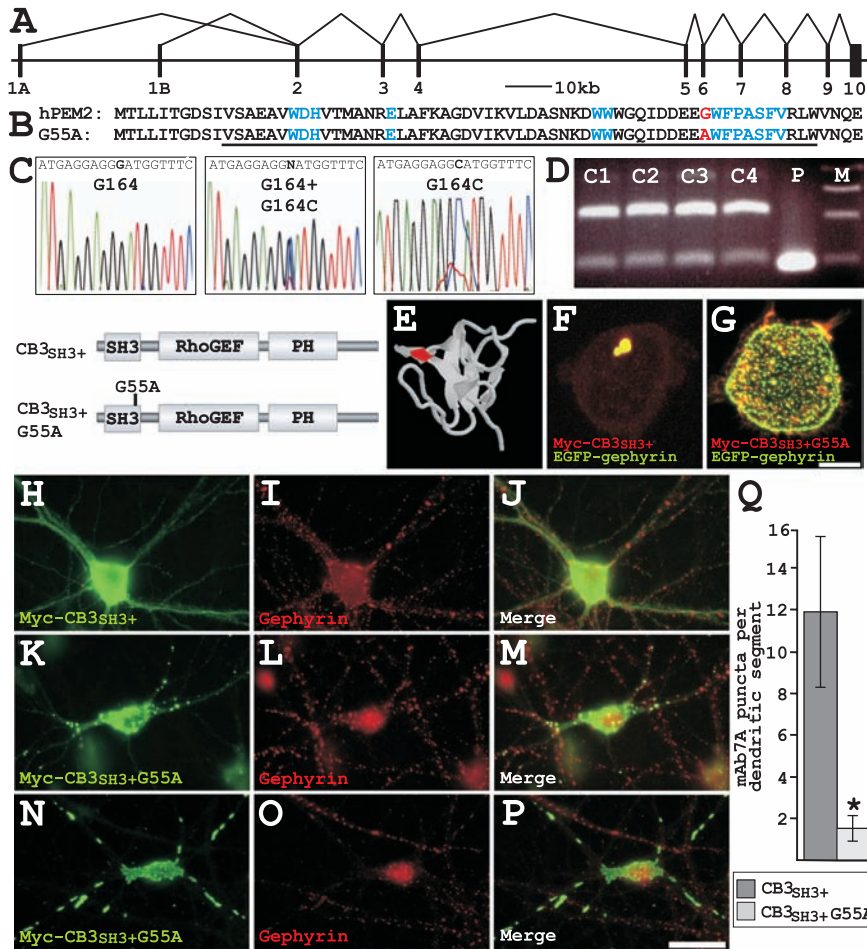 A
1A 1B 2 3 4 10kb 5 6 7 8 9 10
B
hPEM2: MTLLITGDSIVSAEAVWDHVTMANRELAFKAGDVIKVLDASNKDWWWGQIDDEEGWFPASFVRLWVNQE
G55A: MTLLITGDSIVSAEAVWDHVTMANRELAFKAGDVIKVLDASNKDWWWGQIDDEEAWFPASFVRLWVNQE
C
ATGAGGAGGGATGGTTTC
G164
ATGAGGAGGNATGGTTTC
G164+
G164C
ATGAGGAGGCATGGTTTC
G164C
D C1 C2 C3 C4 P M
CB3SH3+ SH3 RhoGEF PH
G55A
CB3SH3+
G55A
SH3 RhoGEF PH
E
F
Myc-CB3SH3+
EGFP-gephyrin
G
Myc-CB3SH3+G55A
EGFP-gephyrin
H
Myc-CB3SH3+
I
Gephyrin
J
Merge
K
Myc-CB3SH3+G55A
L
Gephyrin
M
Merge
N
Myc-CB3SH3+G55A
O
Gephyrin
P
Merge
Q
mAb7A puncta per
dendritic segment
16
14
12
10
8
6
4
2
*
CB3SH3+
CB3SH3+G55A